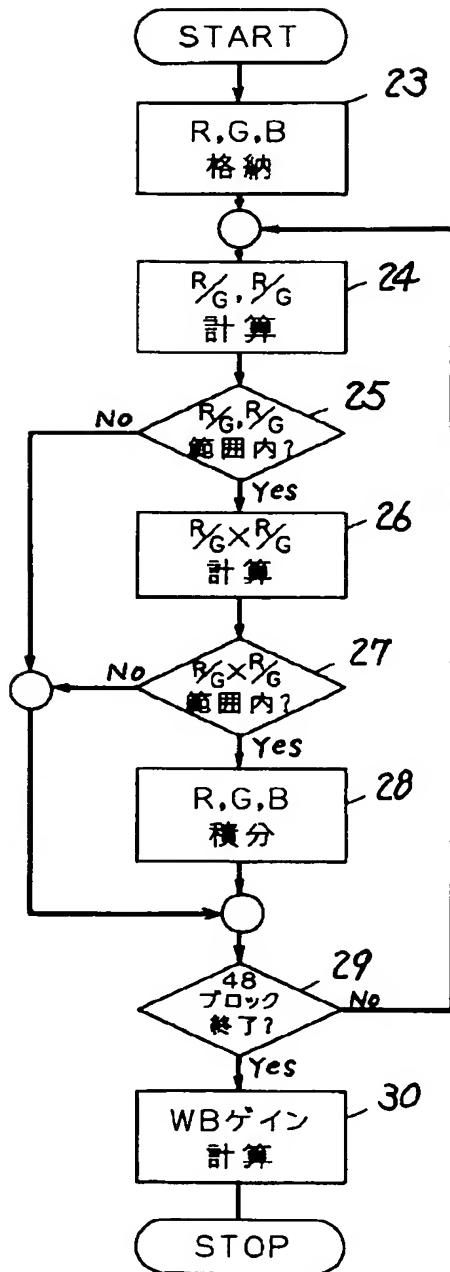 START
23
R,G,B
格納
24
R/G, R/G
計算
25
R/G, R/G
範囲内?
No
Yes
26
R/G×R/G
計算
27
R/G×R/G
範囲内?
No
Yes
28
R,G,B
積分
29
48
ブロック
終了?
No
Yes
30
WBゲイン
計算
STOP